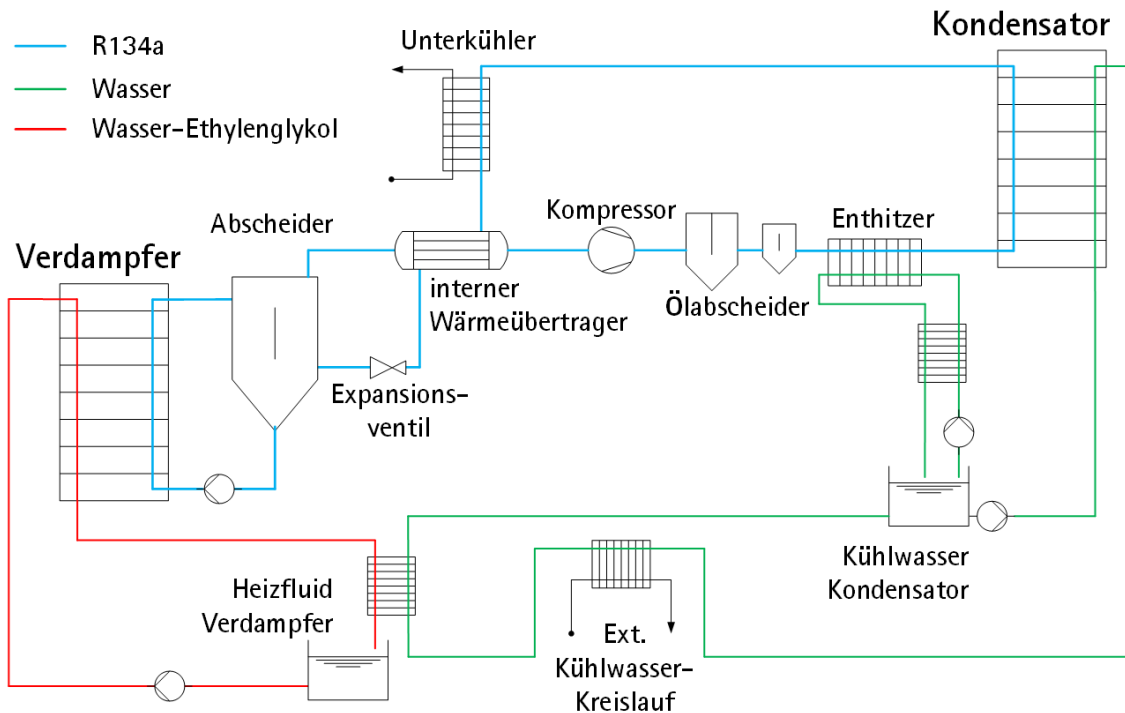 R134a
Wasser
Wasser-Ethylenglykol
Unterkühler
Kondensator
Abscheider
Kompressor
Enthitzer
Verdampfer
interner
Wärmeübertrager
Ölabscheider
Expansions-
ventil
Heizfluid
Verdampfer
Ext.
Kühlwasser-
Kreislauf
Kühlwasser
Kondensator